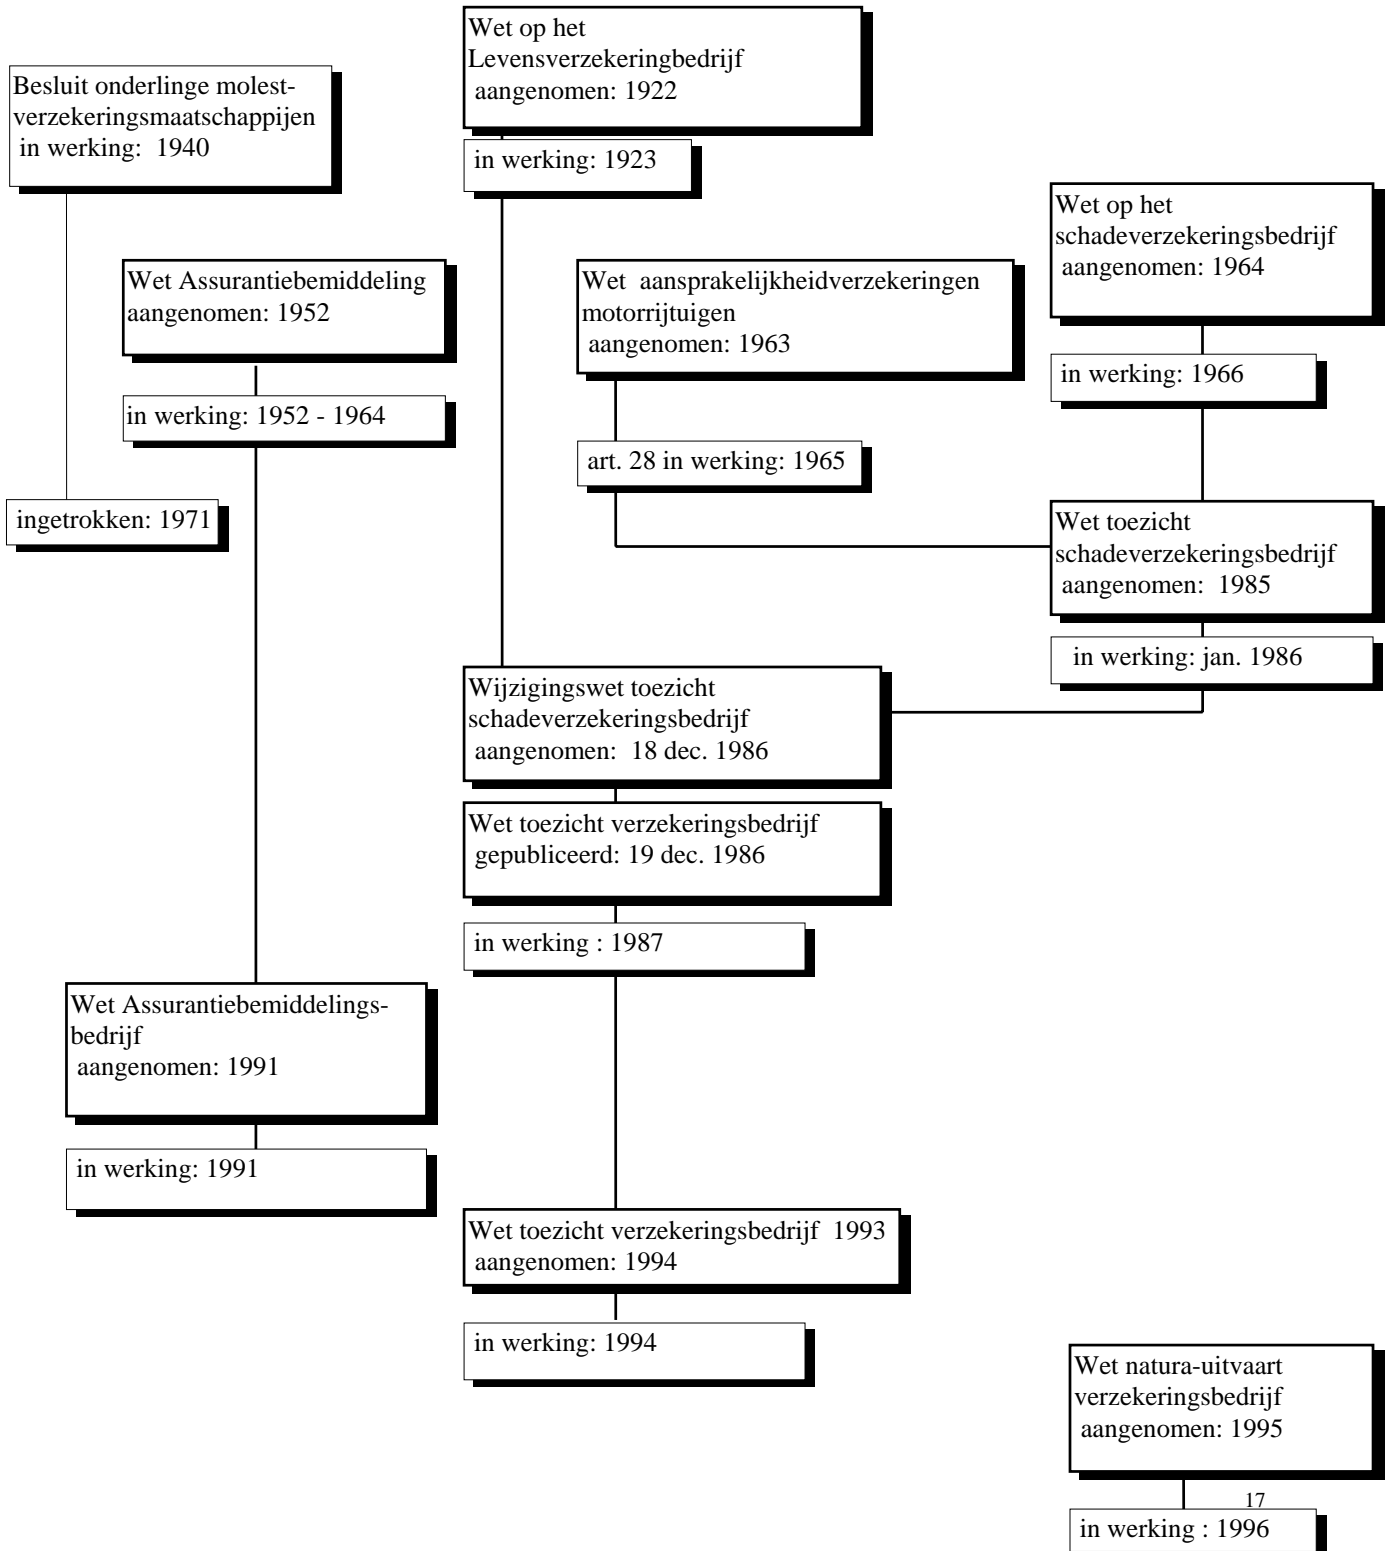 Wet op het
Levensverzekeringbedrijf
aangenomen: 1922
in werking: 1923
Besluit onderlinge molest-
verzekeringsmaatschappijen
in werking: 1940
Wet op het
schadeverzekeringsbedrijf
aangenomen: 1964
in werking: 1966
Wet Assurantiebemiddeling
aangenomen: 1952
in werking: 1952 - 1964
Wet aansprakelijkheidverzekeringen
motorrijtuigen
aangenomen: 1963
art. 28 in werking: 1965
ingetrokken: 1971
Wet toezicht
schadeverzekeringsbedrijf
aangenomen: 1985
in werking: jan. 1986
Wijzigingswet toezicht
schadeverzekeringsbedrijf
aangenomen: 18 dec. 1986
Wet toezicht verzekeringsbedrijf
gepubliceerd: 19 dec. 1986
in werking : 1987
Wet Assurantiebemiddelings-
bedrijf
aangenomen: 1991
in werking: 1991
Wet toezicht verzekeringsbedrijf 1993
aangenomen: 1994
in werking: 1994
Wet natura-uitvaart
verzekeringsbedrijf
aangenomen: 1995
17
in werking : 1996